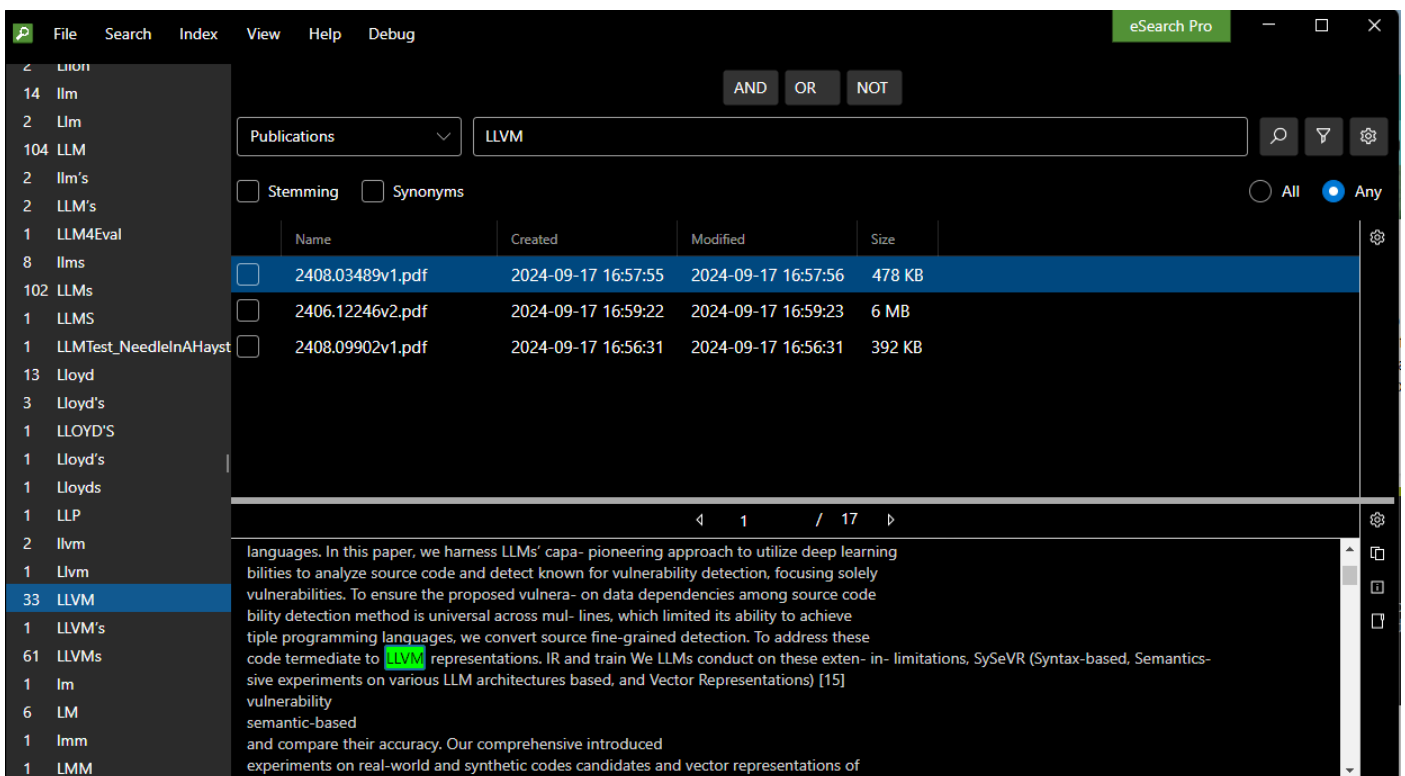 File Search Index View Help Debug eSearch Pro
2 Lilon
14 llm
2 Llm
104 LLM
2 llm's
2 LLM's
1 LLM4Eval
8 llms
102 LLMs
1 LLMS
1 LLMTest_NeedleInAHayst
13 Lloyd
3 Lloyd's
1 LLOYD'S
1 Lloyd’s
1 Lloyds
1 LLP
2 llvm
1 Llvm
33 LLVM
1 LLVM's
61 LLVMs
1 lm
6 LM
1 lmm
1 LMM
AND OR NOT
Publications LLVM
Stemming Synonyms All Any
Name Created Modified Size
2408.03489v1.pdf 2024-09-17 16:57:55 2024-09-17 16:57:56 478 KB
2406.12246v2.pdf 2024-09-17 16:59:22 2024-09-17 16:59:23 6 MB
2408.09902v1.pdf 2024-09-17 16:56:31 2024-09-17 16:56:31 392 KB
1 / 17
languages. In this paper, we harness LLMs’ capa- pioneering approach to utilize deep learning
bilities to analyze source code and detect known for vulnerability detection, focusing solely
vulnerabilities. To ensure the proposed vulnera- on data dependencies among source code
bility detection method is universal across mul- lines, which limited its ability to achieve
tiple programming languages, we convert source fine-grained detection. To address these
code termediate to LLVM representations. IR and train We LLMs conduct on these exten- in- limitations, SySeVR (Syntax-based, Semantics-
sive experiments on various LLM architectures based, and Vector Representations) [15]
vulnerability
semantic-based
and compare their accuracy. Our comprehensive introduced
experiments on real-world and synthetic codes candidates and vector representations of